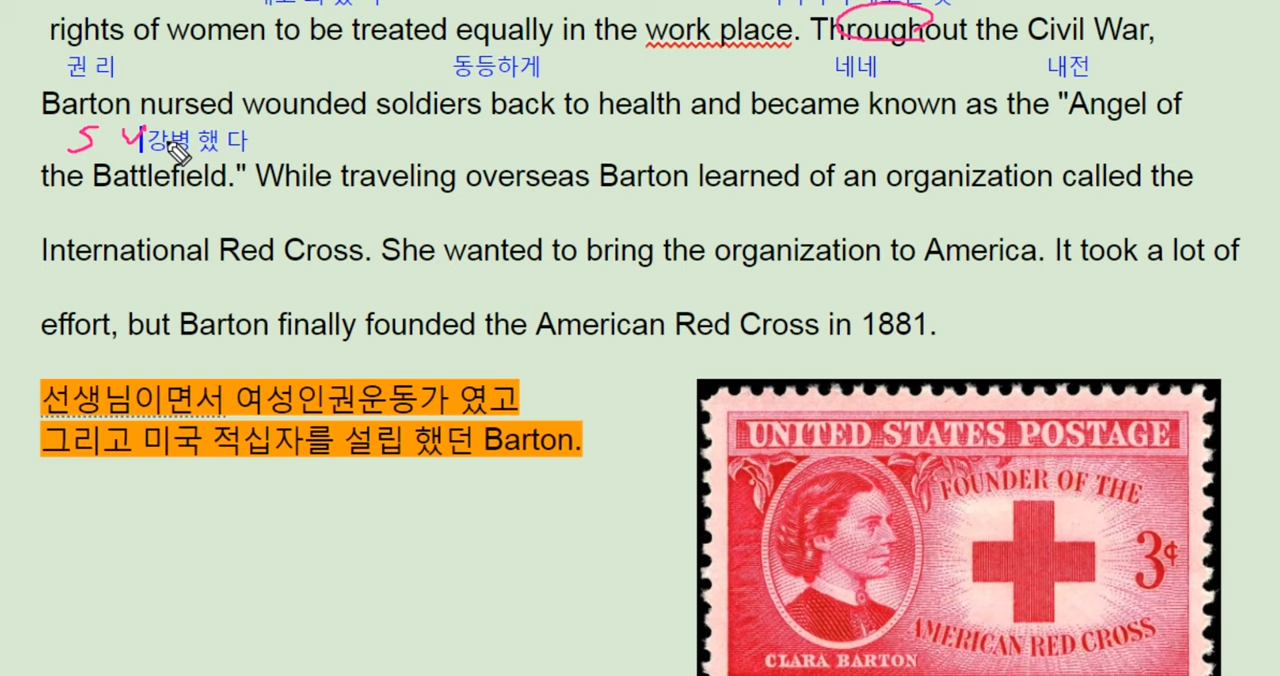 rights of women to be treated equally in the work place. Throughout the Civil War,
권 리 동등하게 네네 내전
Barton nursed wounded soldiers back to health and became known as the "Angel of
S V 강병 했 다
the Battlefield." While traveling overseas Barton learned of an organization called the
International Red Cross. She wanted to bring the organization to America. It took a lot of
effort, but Barton finally founded the American Red Cross in 1881.
선생님이면서 여성인권운동가 였고
그리고 미국 적십자를 설립 했던 Barton.
UNITED STATES POSTAGE
FOUNDER OF THE
3¢
AMERICAN RED CROSS
CLARA BARTON